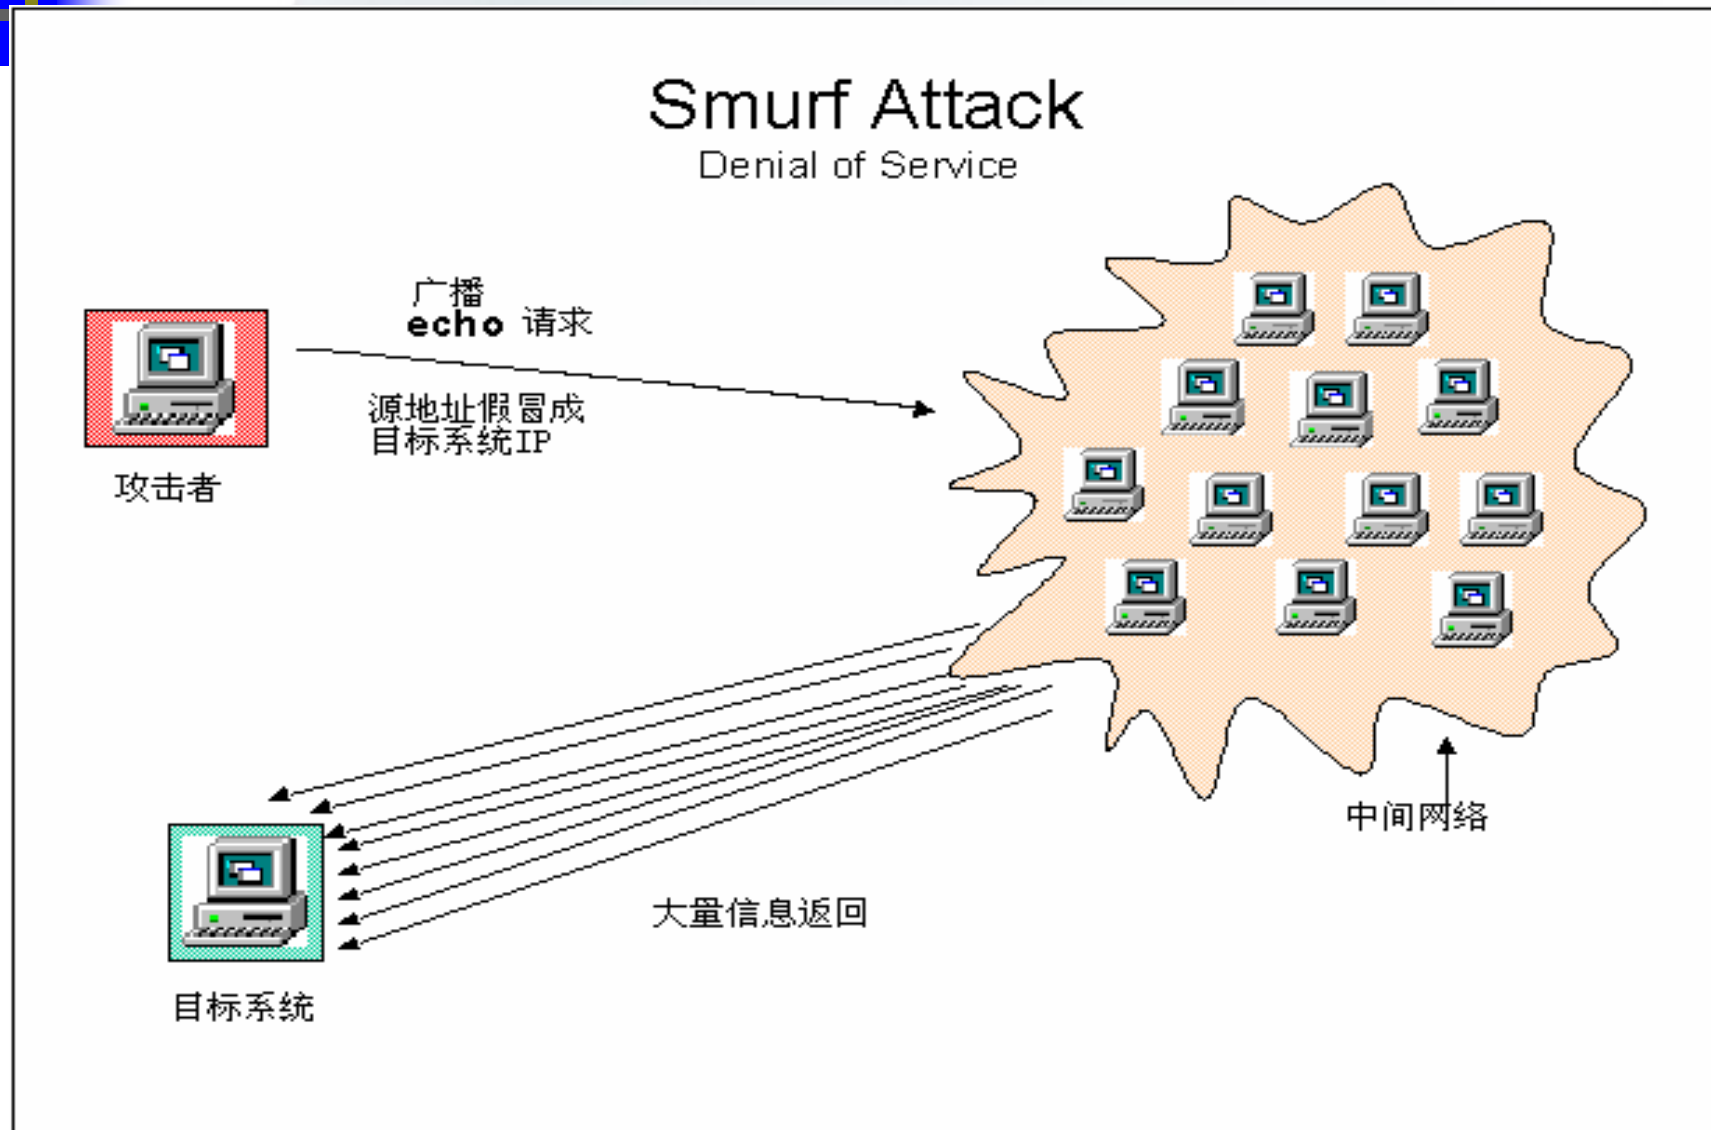 Smurf Attack
Denial of Service
广播
echo 请求
源地址假冒成
目标系统IP
攻击者
中间网络
大量信息返回
目标系统